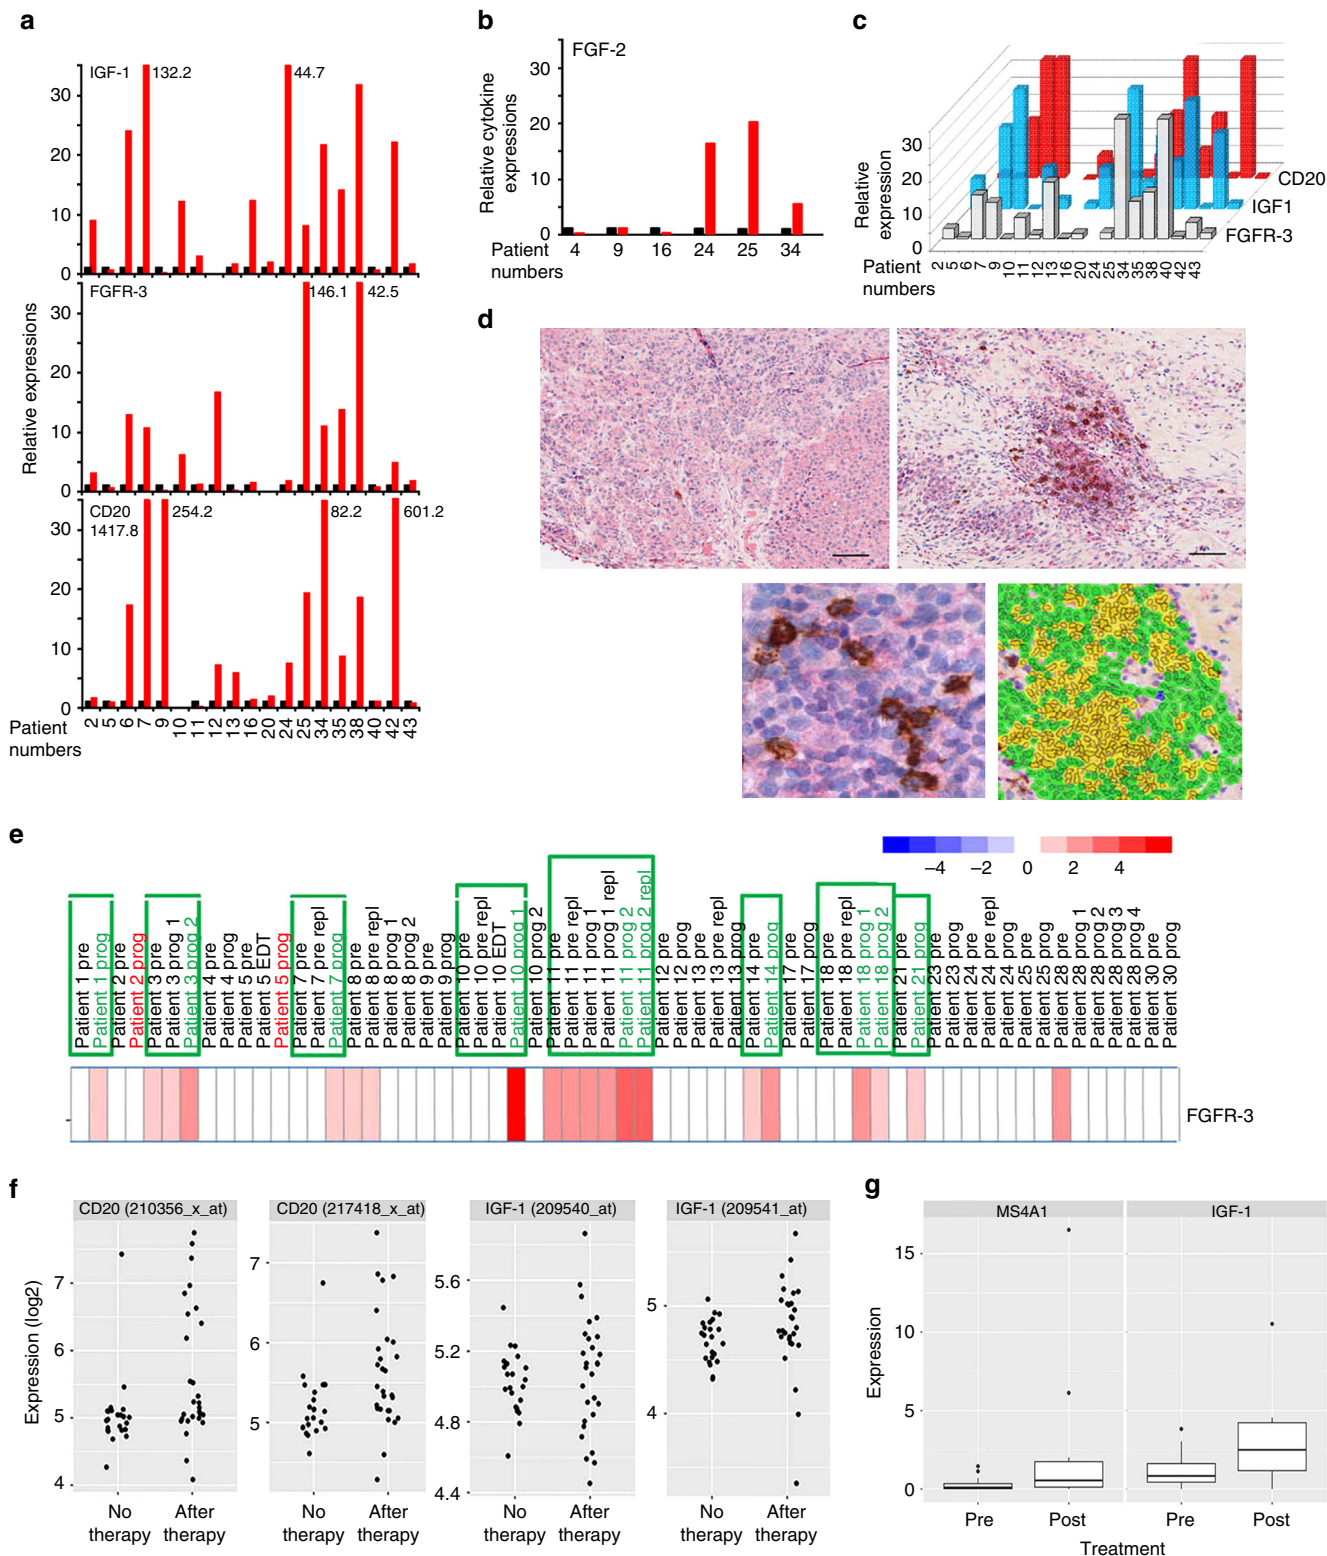 a
IGF-1
132.2
44.7
30
20
10
0
FGFR-3
146.1
42.5
30
20
10
0
CD20
1417.8
254.2
82.2
601.2
30
20
10
0
Relative expressions
Patient numbers
2 5 6 7 9 10 11 12 13 16 20 24 25 34 35 38 40 42 43
b
FGF-2
Relative cytokine expressions
30
20
10
0
Patient numbers
4 9 16 24 25 34
c
Relative expression
30
20
10
0
CD20
IGF1
FGFR-3
Patient numbers
2 5 6 7 9 10 11 12 13 16 20 24 25 34 35 38 40 42 43
d
e
−4 −2 0 2 4
Patient 1 pre
Patient 1 prog
Patient 2 pre
Patient 2 prog
Patient 3 pre
Patient 3 prog 1
Patient 3 prog 2
Patient 4 pre
Patient 4 prog
Patient 5 pre
Patient 5 EDT
Patient 5 prog
Patient 7 pre
Patient 7 pre repl
Patient 7 prog
Patient 8 pre
Patient 8 pre repl
Patient 8 prog 1
Patient 8 prog 2
Patient 9 pre
Patient 9 prog
Patient 10 pre
Patient 10 pre repl
Patient 10 EDT
Patient 10 prog 1
Patient 10 prog 2
Patient 11 pre
Patient 11 pre repl
Patient 11 prog 1
Patient 11 prog 1 repl
Patient 11 prog 2
Patient 11 prog 2 repl
Patient 12 pre
Patient 12 prog
Patient 13 pre
Patient 13 pre repl
Patient 13 prog
Patient 14 pre
Patient 14 prog
Patient 17 pre
Patient 17 prog
Patient 18 pre
Patient 18 pre repl
Patient 18 prog 1
Patient 18 prog 2
Patient 21 pre
Patient 21 prog
Patient 23 pre
Patient 23 prog
Patient 24 pre
Patient 24 pre repl
Patient 24 prog
Patient 25 pre
Patient 25 prog
Patient 28 pre
Patient 28 prog 1
Patient 28 prog 2
Patient 28 prog 3
Patient 28 prog 4
Patient 30 pre
Patient 30 prog
FGFR-3
f
Expression (log2)
CD20 (210356_x_at)
7
6
5
4
No therapy
After therapy
CD20 (217418_x_at)
7
6
5
No therapy
After therapy
IGF-1 (209540_at)
5.6
5.2
4.8
4.4
No therapy
After therapy
IGF-1 (209541_at)
5
4
No therapy
After therapy
g
Expression
MS4A1
IGF-1
15
10
5
0
Pre Post Pre Post
Treatment